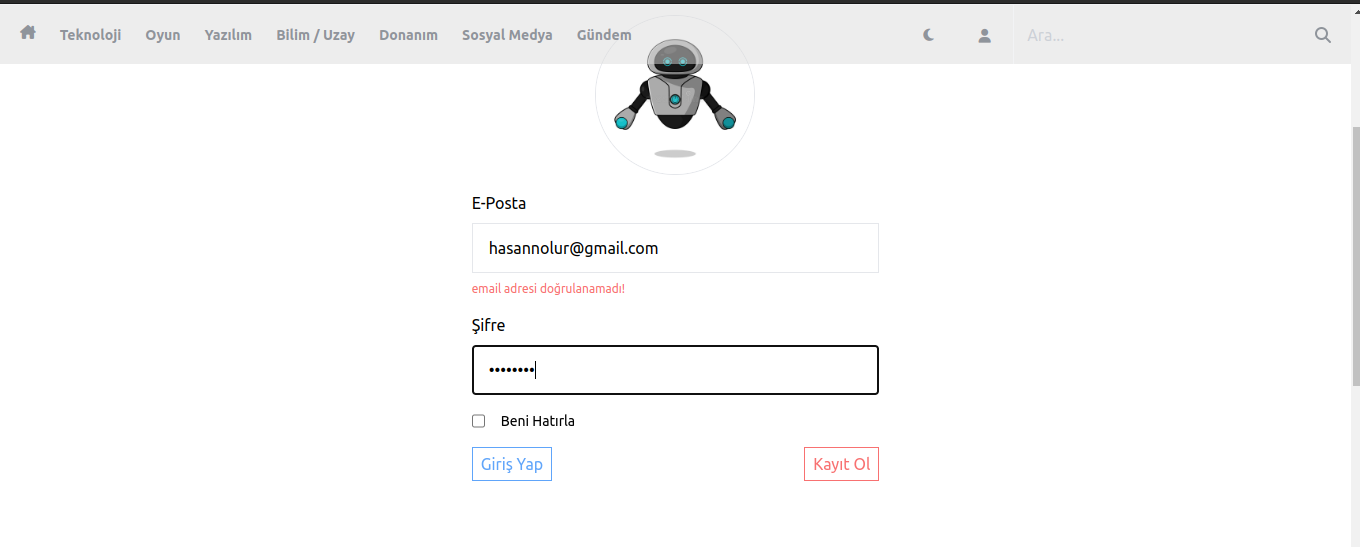 Teknoloji Oyun Yazılım Bilim / Uzay Donanım Sosyal Medya Gündem Ara...
E-Posta
hasannolur@gmail.com
email adresi doğrulanamadı!
Şifre
••••••••
Beni Hatırla
Giriş Yap Kayıt Ol